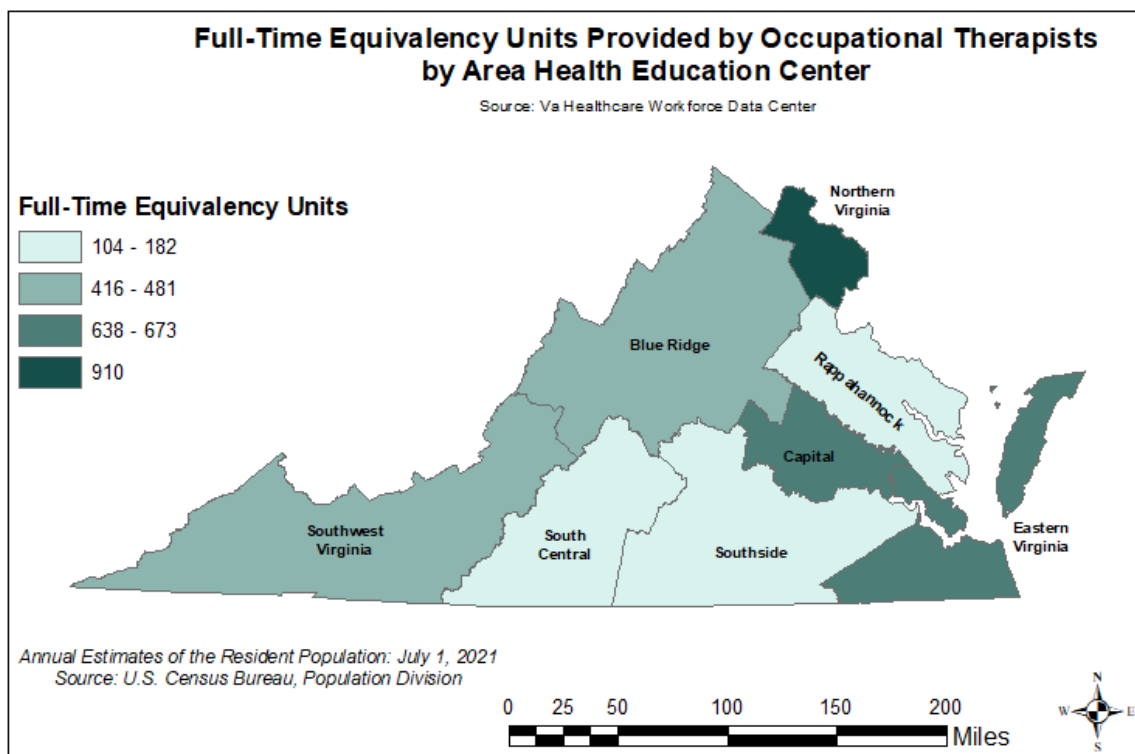 Full-Time Equivalency Units Provided by Occupational Therapists
by Area Health Education Center
Source: Va Healthcare Workforce Data Center
Full-Time Equivalency Units
104 - 182
416 - 481
638 - 673
910
Northern
Virginia
Blue Ridge
Rappahannock
Capital
Southwest
Virginia
South
Central
Southside
Eastern
Virginia
Annual Estimates of the Resident Population: July 1, 2021
Source: U.S. Census Bureau, Population Division
0 25 50 100 150 200
Miles
N
W E
S